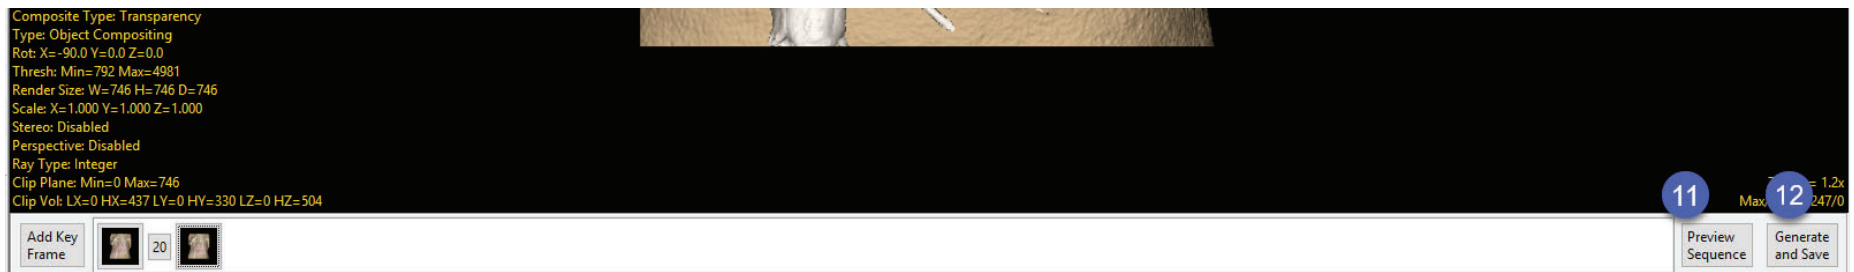 Composite Type: Transparency
Type: Object Compositing
Rot: X=-90.0 Y=0.0 Z=0.0
Thresh: Min=792 Max=4981
Render Size: W=746 H=746 D=746
Scale: X=1.000 Y=1.000 Z=1.000
Stereo: Disabled
Perspective: Disabled
Ray Type: Integer
Clip Plane: Min=0 Max=746
Clip Vol: LX=0 HX=437 LY=0 HY=330 LZ=0 HZ=504
= 1.2x
11
12
247/0
Add Key
Frame
20
Preview
Sequence
Generate
and Save